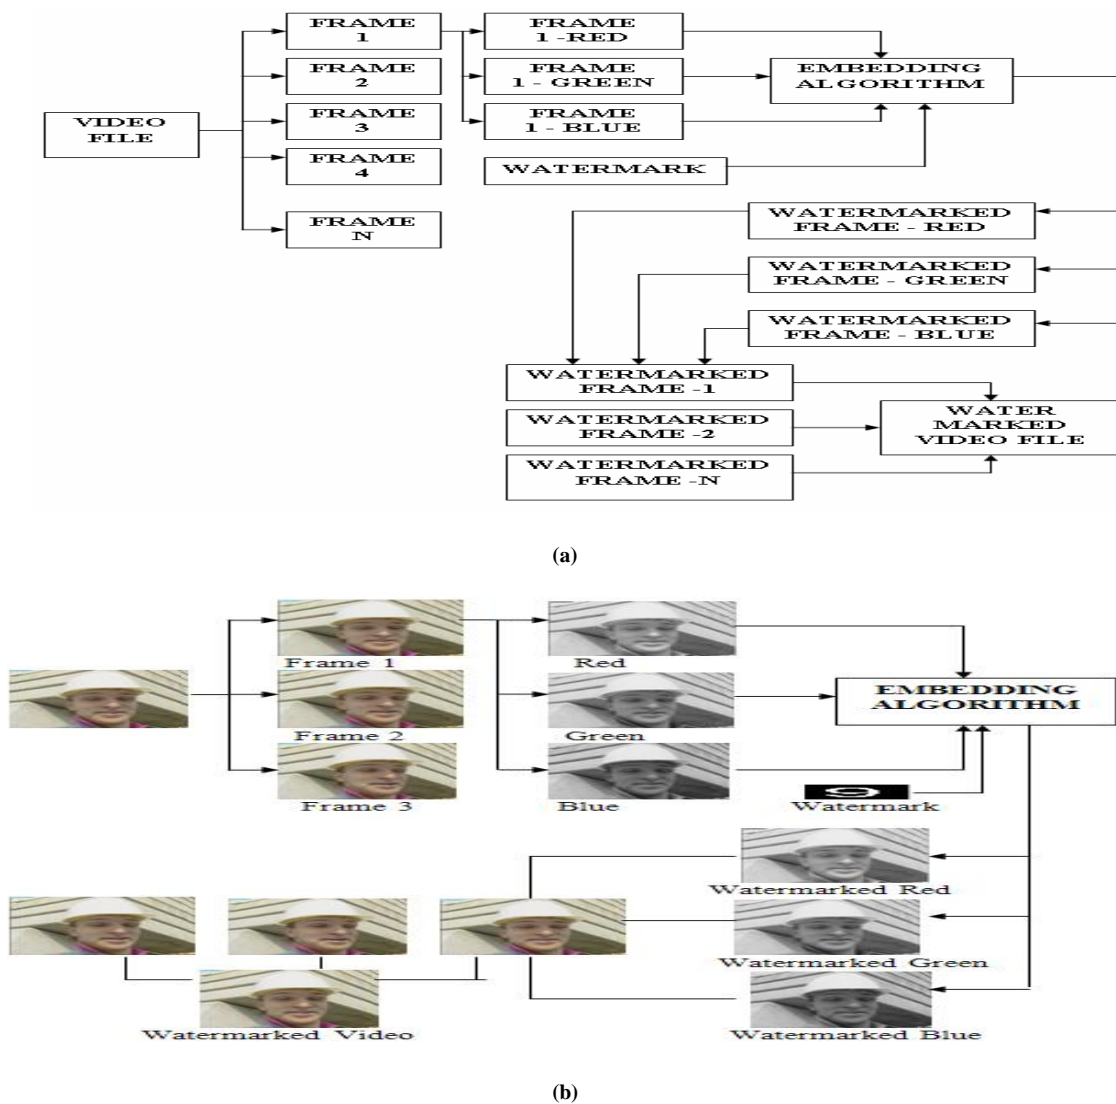 FRAME
1
FRAME
1 -RED
FRAME
2
FRAME
1 - GREEN
EMBEDDING
ALGORITHM
VIDEO
FILE
FRAME
3
FRAME
1 - BLUE
FRAME
4
WATERMARK
FRAME
N
WATERMARKED
FRAME - RED
WATERMARKED
FRAME - GREEN
WATERMARKED
FRAME - BLUE
WATERMARKED
FRAME -1
WATERMARKED
FRAME -2
WATER
MARKED
VIDEO FILE
WATERMARKED
FRAME -N
(a)
Frame 1
Red
EMBEDDING
ALGORITHM
Frame 2
Green
Frame 3
Blue
Watermark
Watermarked Red
Watermarked Green
Watermarked Video
Watermarked Blue
(b)